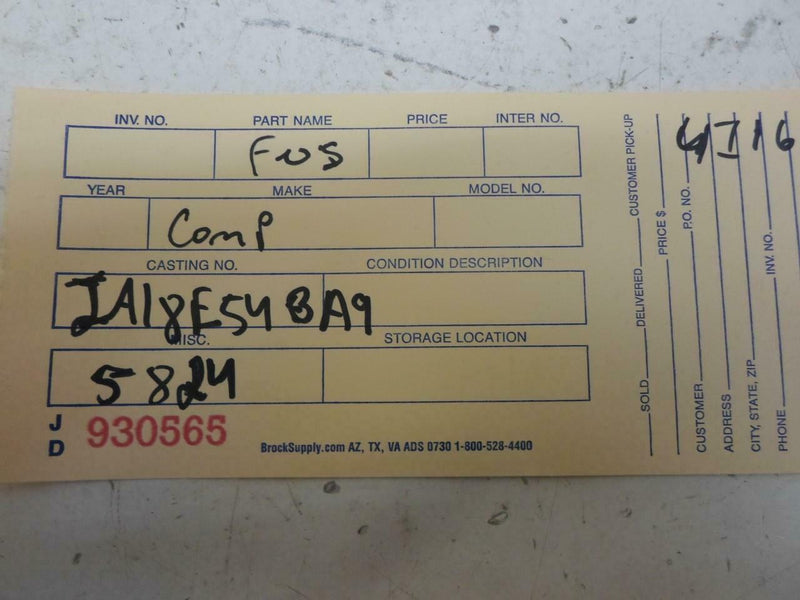 INV. NO. PART NAME PRICE INTER NO.
Fus
YEAR MAKE MODEL NO.
Comp
CASTING NO. CONDITION DESCRIPTION
IA18E54BA9
MISC. STORAGE LOCATION
5824
J D 930565
BrockSupply.com AZ, TX, VA ADS 0730 1-800-528-4400
SOLD DELIVERED CUSTOMER PICK-UP
PRICE $
CUSTOMER P.O. NO.
ADDRESS
CITY, STATE, ZIP
PHONE INV. NO.